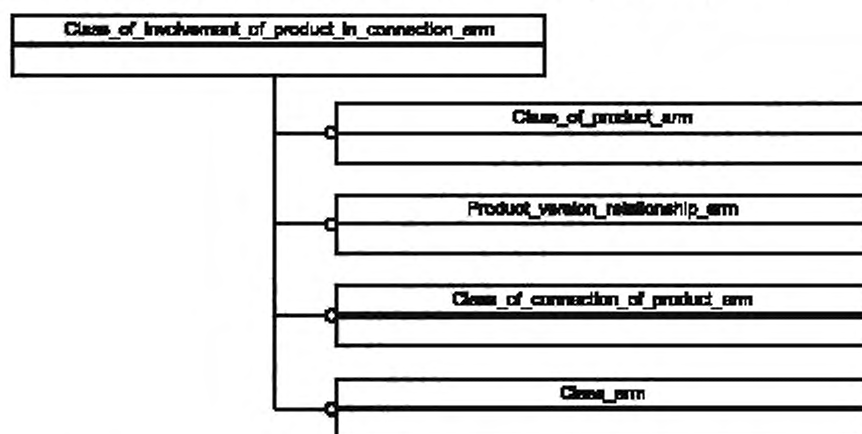 Class_of_involvement_of_product_in_connection_arm
Class_of_product_arm
Product_version_relationship_arm
Class_of_connection_of_product_arm
Class_arm